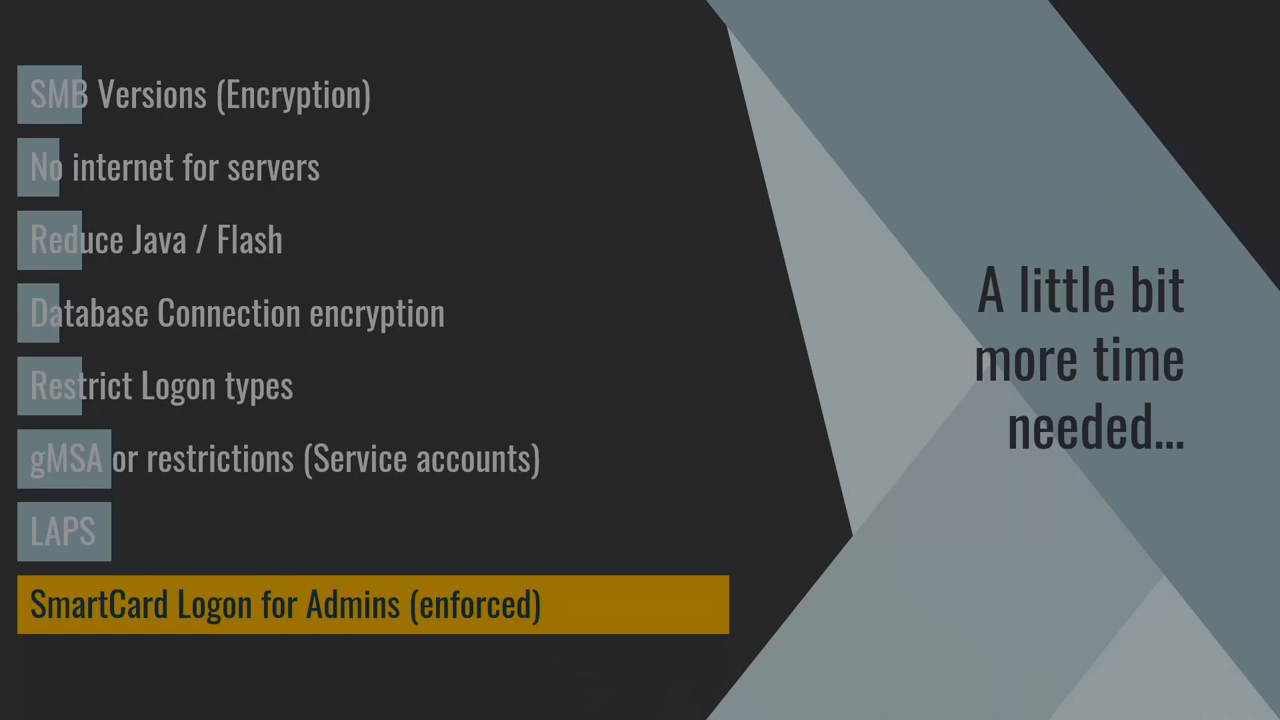 SMB Versions (Encryption)
No internet for servers
Reduce Java / Flash
Database Connection encryption
Restrict Logon types
gMSA or restrictions (Service accounts)
LAPS
SmartCard Logon for Admins (enforced)
A little bit
more time
needed...